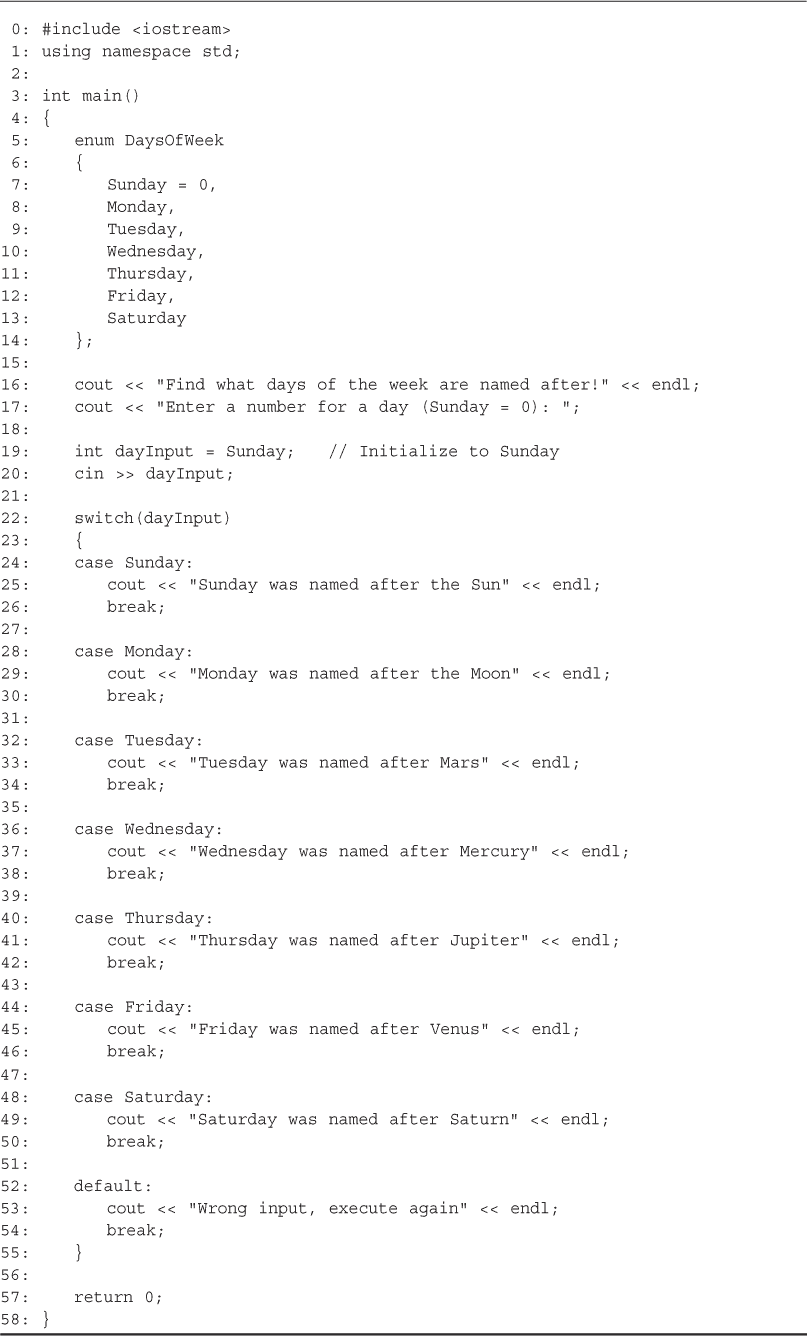 0: #include <iostream>
1: using namespace std;
2:
3: int main()
4: {
5:    enum DaysOfWeek
6:    {
7:       Sunday = 0,
8:       Monday,
9:       Tuesday,
10:       Wednesday,
11:       Thursday,
12:       Friday,
13:       Saturday
14:    };
15:
16:    cout << "Find what days of the week are named after!" << endl;
17:    cout << "Enter a number for a day (Sunday = 0): ";
18:
19:    int dayInput = Sunday;   // Initialize to Sunday
20:    cin >> dayInput;
21:
22:    switch(dayInput)
23:    {
24:    case Sunday:
25:       cout << "Sunday was named after the Sun" << endl;
26:       break;
27:
28:    case Monday:
29:       cout << "Monday was named after the Moon" << endl;
30:       break;
31:
32:    case Tuesday:
33:       cout << "Tuesday was named after Mars" << endl;
34:       break;
35:
36:    case Wednesday:
37:       cout << "Wednesday was named after Mercury" << endl;
38:       break;
39:
40:    case Thursday:
41:       cout << "Thursday was named after Jupiter" << endl;
42:       break;
43:
44:    case Friday:
45:       cout << "Friday was named after Venus" << endl;
46:       break;
47:
48:    case Saturday:
49:       cout << "Saturday was named after Saturn" << endl;
50:       break;
51:
52:    default:
53:       cout << "Wrong input, execute again" << endl;
54:       break;
55:    }
56:
57:    return 0;
58: }